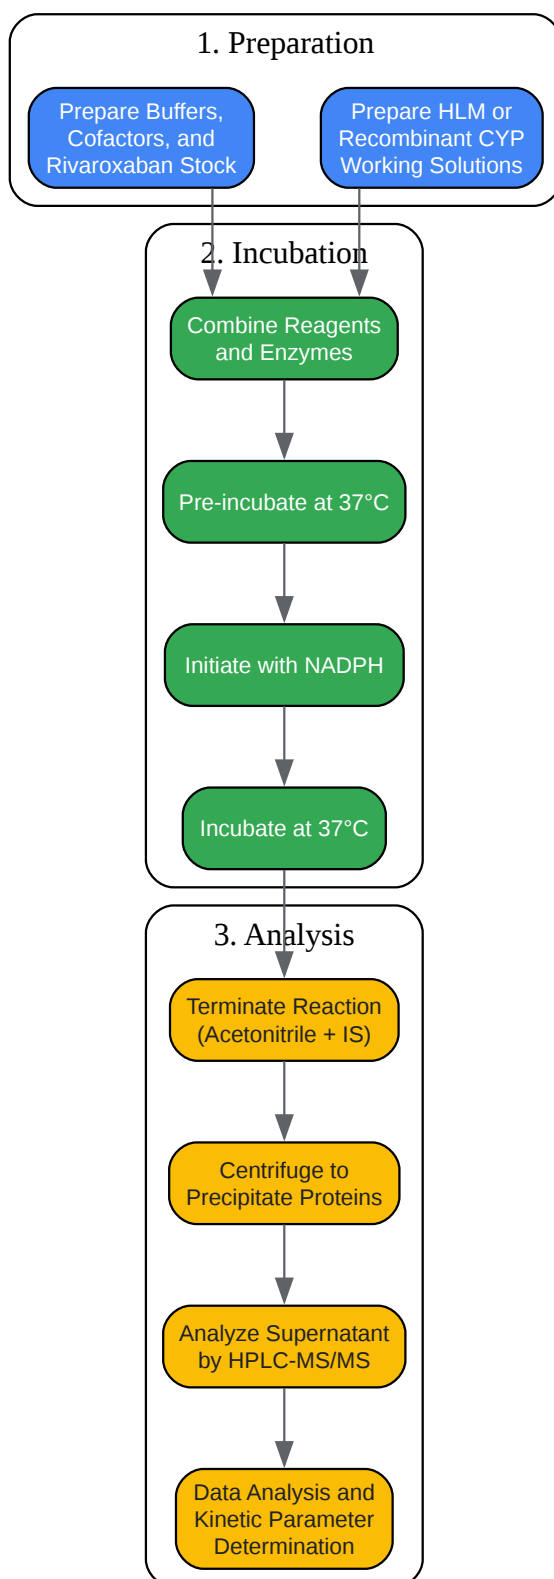 1. Preparation
Prepare Buffers,
Cofactors, and
Rivaroxaban Stock
Prepare HLM or
Recombinant CYP
Working Solutions
2. Incubation
Combine Reagents
and Enzymes
Pre-incubate at 37°C
Initiate with NADPH
Incubate at 37°C
3. Analysis
Terminate Reaction
(Acetonitrile + IS)
Centrifuge to
Precipitate Proteins
Analyze Supernatant
by HPLC-MS/MS
Data Analysis and
Kinetic Parameter
Determination